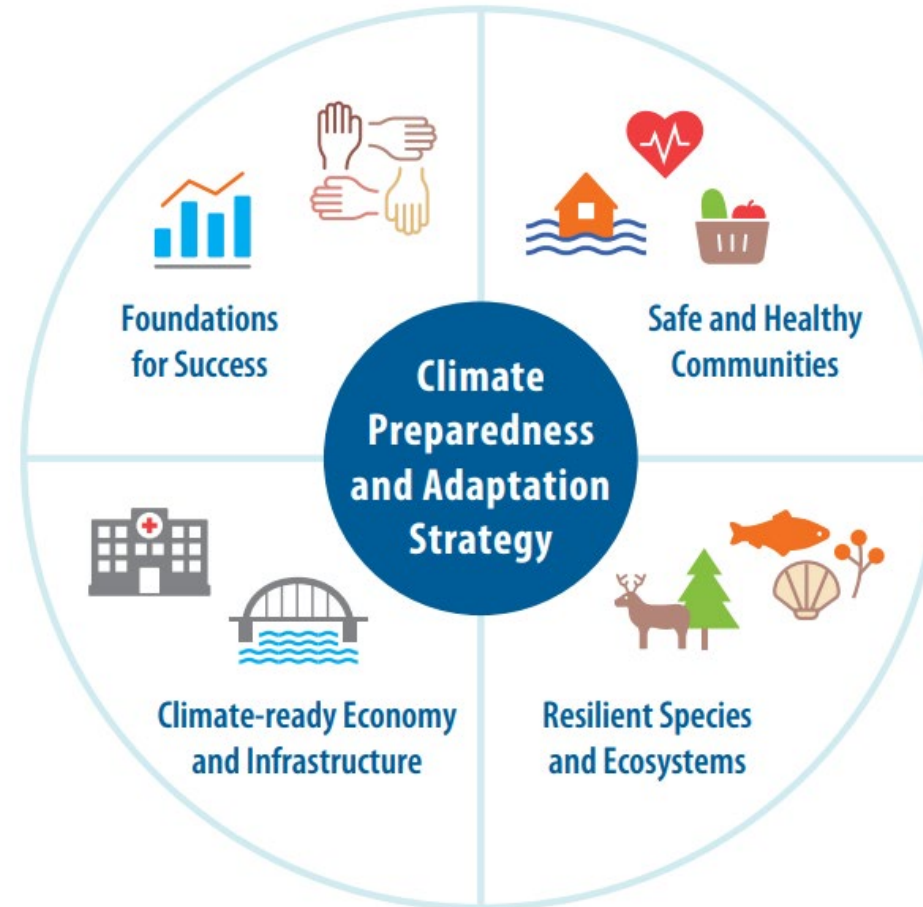 Foundations
for Success
Safe and Healthy
Communities
Climate
Preparedness
and Adaptation
Strategy
Climate-ready Economy
and Infrastructure
Resilient Species
and Ecosystems